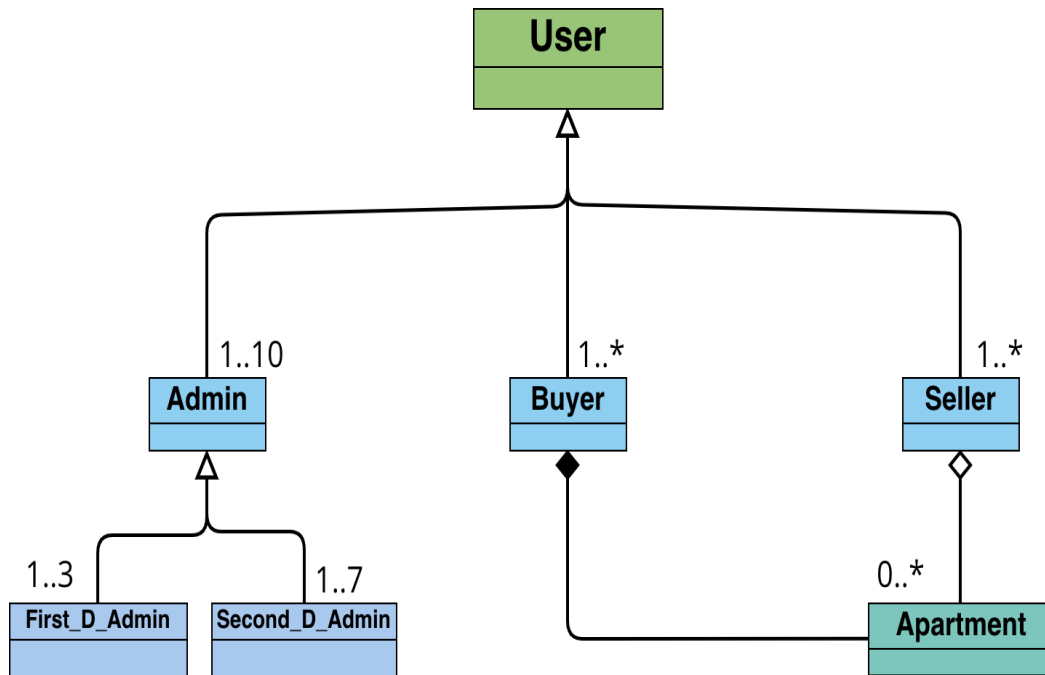 User
1..10
1..*
1..*
Admin
Buyer
Seller
1..3
1..7
0..*
First_D_Admin
Second_D_Admin
Apartment